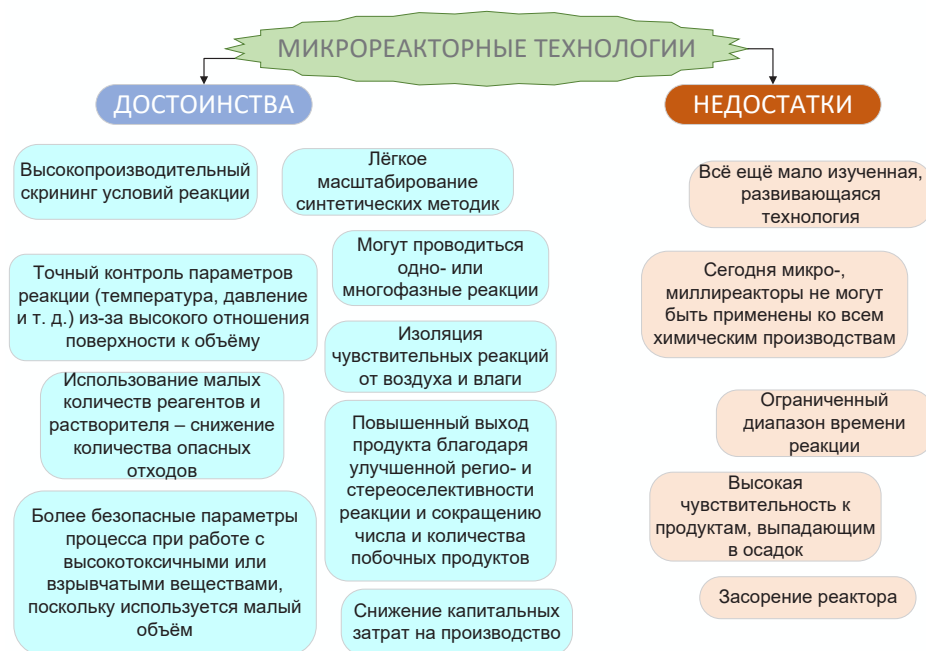 МИКРОРЕАКТОРНЫЕ ТЕХНОЛОГИИ
ДОСТОИНСТВА
Высокопроизводительный
скрининг условий реакции
Точный контроль параметров
реакции (температура, давление
и т. д.) из-за высокого отношения
поверхности к объёму
Использование малых
количеств реагентов и
растворителя – снижение
количества опасных
отходов
Более безопасные параметры
процесса при работе с
высокотоксичными или
взрывчатыми веществами,
поскольку используется малый
объём
Лёгкое
масштабирование
синтетических методик
Могут проводиться
одно- или
многофазные реакции
Изоляция
чувствительных реакций
от воздуха и влаги
Повышенный выход
продукта благодаря
улучшенной регио- и
стереоселективности
реакции и сокращению
числа и количества
побочных продуктов
Снижение капитальных
затрат на производство
НЕДОСТАТКИ
Всё ещё мало изученная,
развивающаяся
технология
Сегодня микро-,
миллиреакторы не могут
быть применены ко всем
химическим производствам
Ограниченный
диапазон времени
реакции
Высокая
чувствительность к
продуктам, выпадающим
в осадок
Засорение реактора